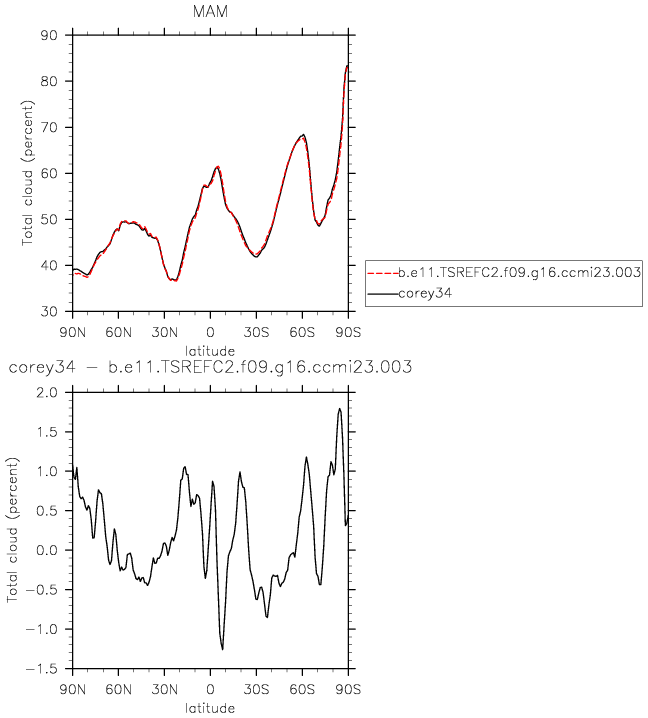 MAM
90
80
70
60
50
40
30
Total cloud (percent)
90N 60N 30N 0 30S 60S 90S
latitude
b.e11.TSREFC2.f09.g16.ccmi23.003
corey34
corey34 − b.e11.TSREFC2.f09.g16.ccmi23.003
2.0
1.5
1.0
0.5
0.0
−0.5
−1.0
−1.5
Total cloud (percent)
90N 60N 30N 0 30S 60S 90S
latitude